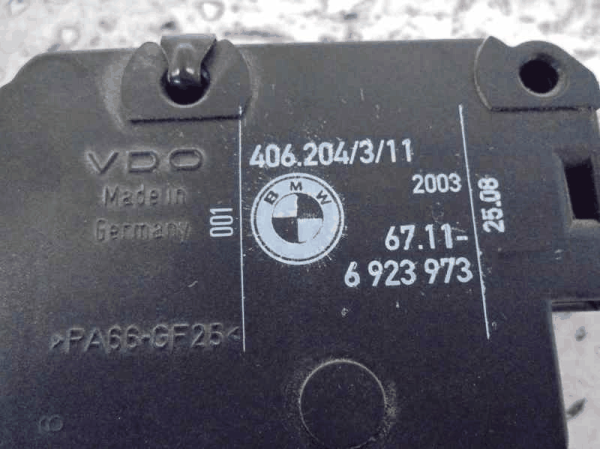 VDO
Made in
Germany
001
406.204/3/11
BMW
2003
67.11-
6 923 973
25.08
>PA66-GF25<
8